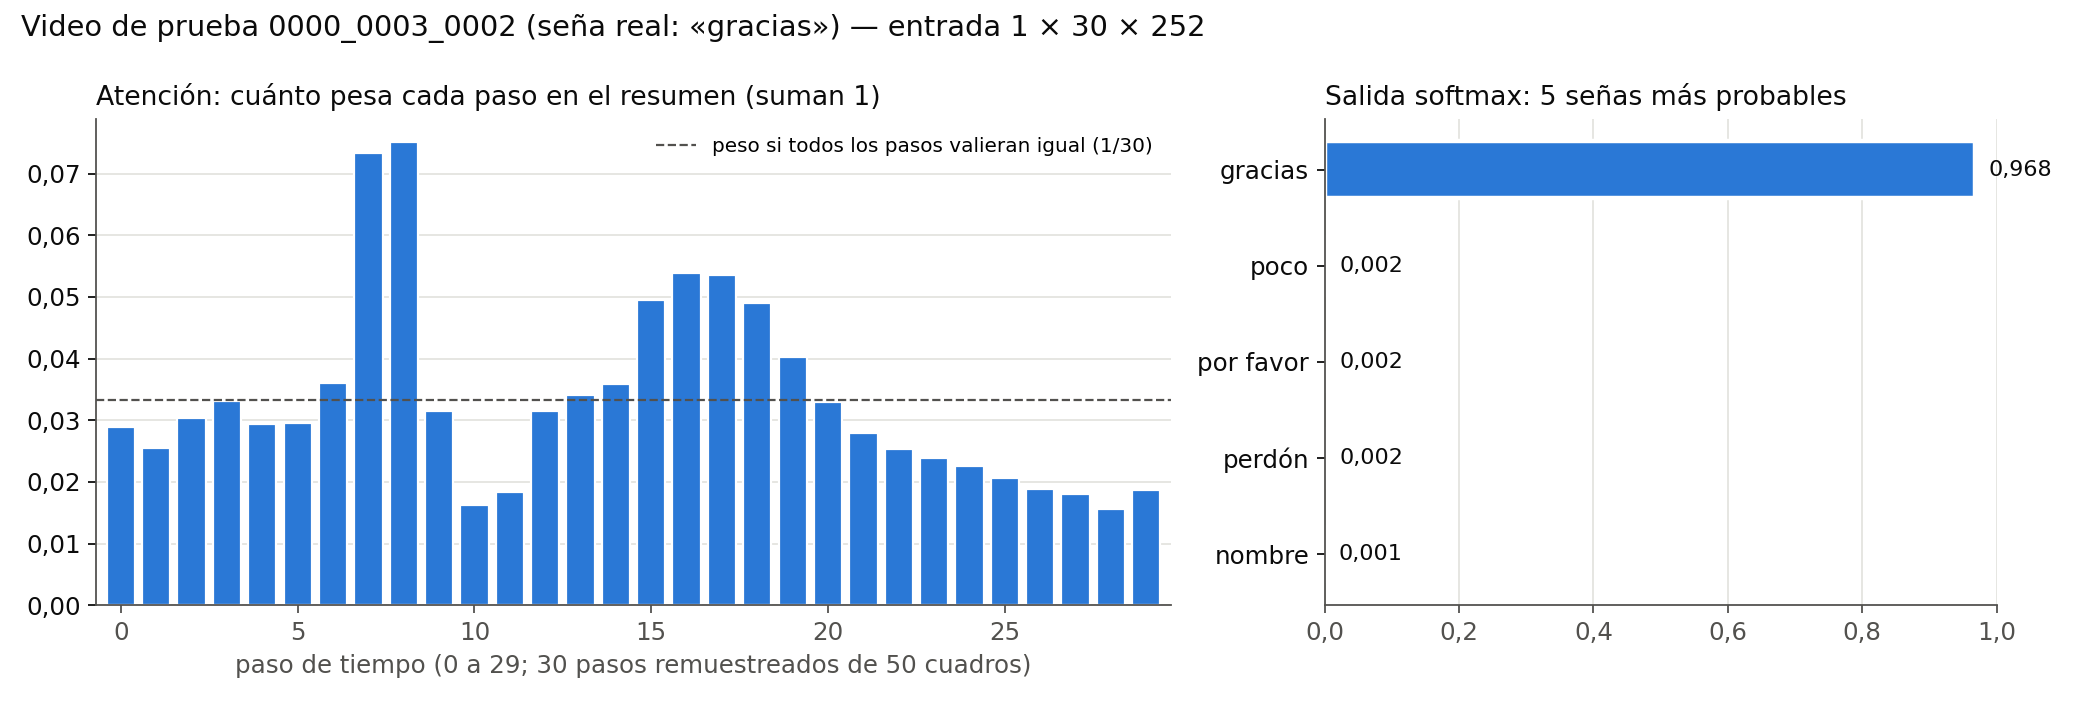 Video de prueba 0000_0003_0002 (seña real: «gracias») — entrada 1 × 30 × 252
Atención: cuánto pesa cada paso en el resumen (suman 1)
peso si todos los pasos valieran igual (1/30)
0,07
0,06
0,05
0,04
0,03
0,02
0,01
0,00
0 5 10 15 20 25
paso de tiempo (0 a 29; 30 pasos remuestreados de 50 cuadros)
Salida softmax: 5 señas más probables
gracias 0,968
poco 0,002
por favor 0,002
perdón 0,002
nombre 0,001
0,0 0,2 0,4 0,6 0,8 1,0